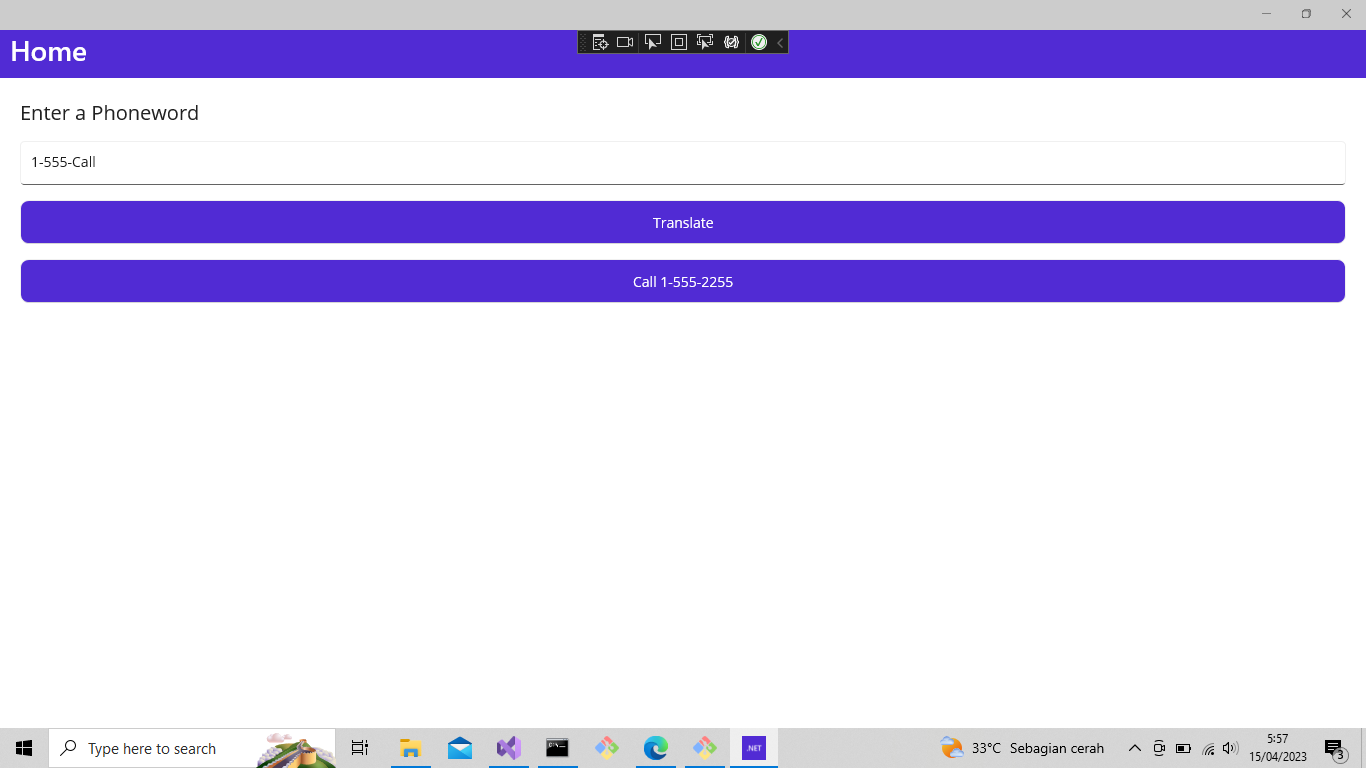 Home
Enter a Phoneword
1-555-Call
Translate
Call 1-555-2255
Type here to search
.NET
33°C Sebagian cerah
5:57
15/04/2023
3